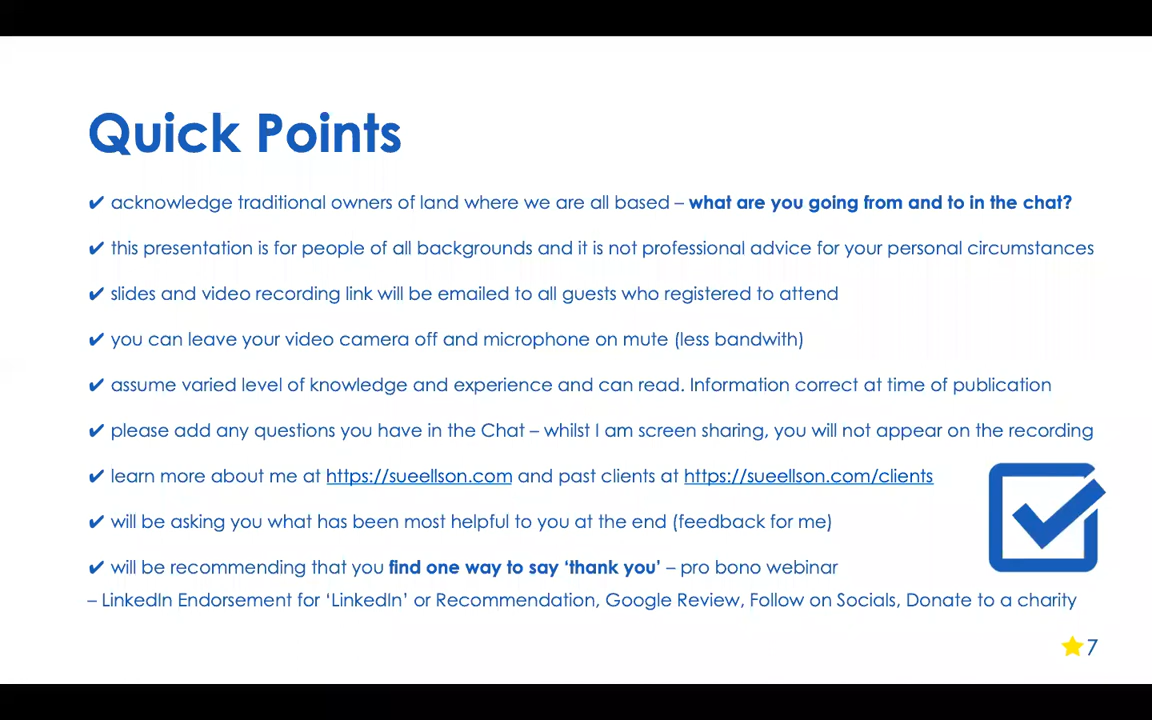 Quick Points
✔ acknowledge traditional owners of land where we are all based – what are you going from and to in the chat?
✔ this presentation is for people of all backgrounds and it is not professional advice for your personal circumstances
✔ slides and video recording link will be emailed to all guests who registered to attend
✔ you can leave your video camera off and microphone on mute (less bandwith)
✔ assume varied level of knowledge and experience and can read. Information correct at time of publication
✔ please add any questions you have in the Chat – whilst I am screen sharing, you will not appear on the recording
✔ learn more about me at https://sueellson.com and past clients at https://sueellson.com/clients
✔ will be asking you what has been most helpful to you at the end (feedback for me)
✔ will be recommending that you find one way to say ‘thank you’ – pro bono webinar
– LinkedIn Endorsement for ‘LinkedIn’ or Recommendation, Google Review, Follow on Socials, Donate to a charity
7